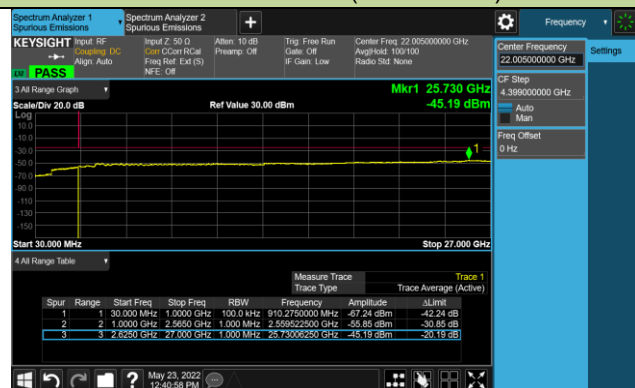 Spectrum Analyzer 1
Spurious Emissions
Spectrum Analyzer 2
Spurious Emissions
Frequency
KEYSIGHT
Input: RF
Coupling: DC
Align: Auto
Input Z: 50 Ω
Corr CCorr RCal
Freq Ref: Ext (S)
NFE: Off
Atten: 10 dB
Preamp: Off
Trig: Free Run
Gate: Off
IF Gain: Low
Center Freq: 22.005000000 GHz
Avg|Hold: 100/100
Radio Std: None
LXI PASS
Center Frequency
22.005000000 GHz
Settings
CF Step
4.399000000 GHz
Auto
Man
Freq Offset
0 Hz
3 All Range Graph
Mkr1 25.730 GHz
Scale/Div 20.0 dB
Ref Value 30.00 dBm
-45.19 dBm
Log
10.0
-10.0
-30.0
-50.0
-70.0
-90.0
-110
-130
-150
1
Start 30.000 MHz
Stop 27.000 GHz
4 All Range Table
Measure Trace Trace 1
Trace Type Trace Average (Active)
Spur Range Start Freq Stop Freq RBW Frequency Amplitude ΔLimit
1 1 30.000 MHz 1.0000 GHz 100.0 kHz 910.2750000 MHz -67.24 dBm -42.24 dB
2 2 1.0000 GHz 2.5650 GHz 1.000 MHz 2.559522500 GHz -55.85 dBm -30.85 dB
3 3 2.6250 GHz 27.000 GHz 1.000 MHz 25.73006250 GHz -45.19 dBm -20.19 dB
?
May 23, 2022
12:40:58 PM